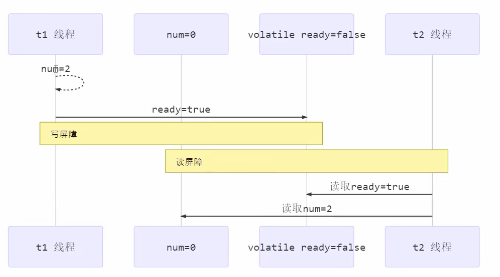 t1 线程
num=0
volatile ready=false
t2 线程
num=2
ready=true
写屏障
读屏障
读取ready=true
读取num=2
t1 线程
num=0
volatile ready=false
t2 线程